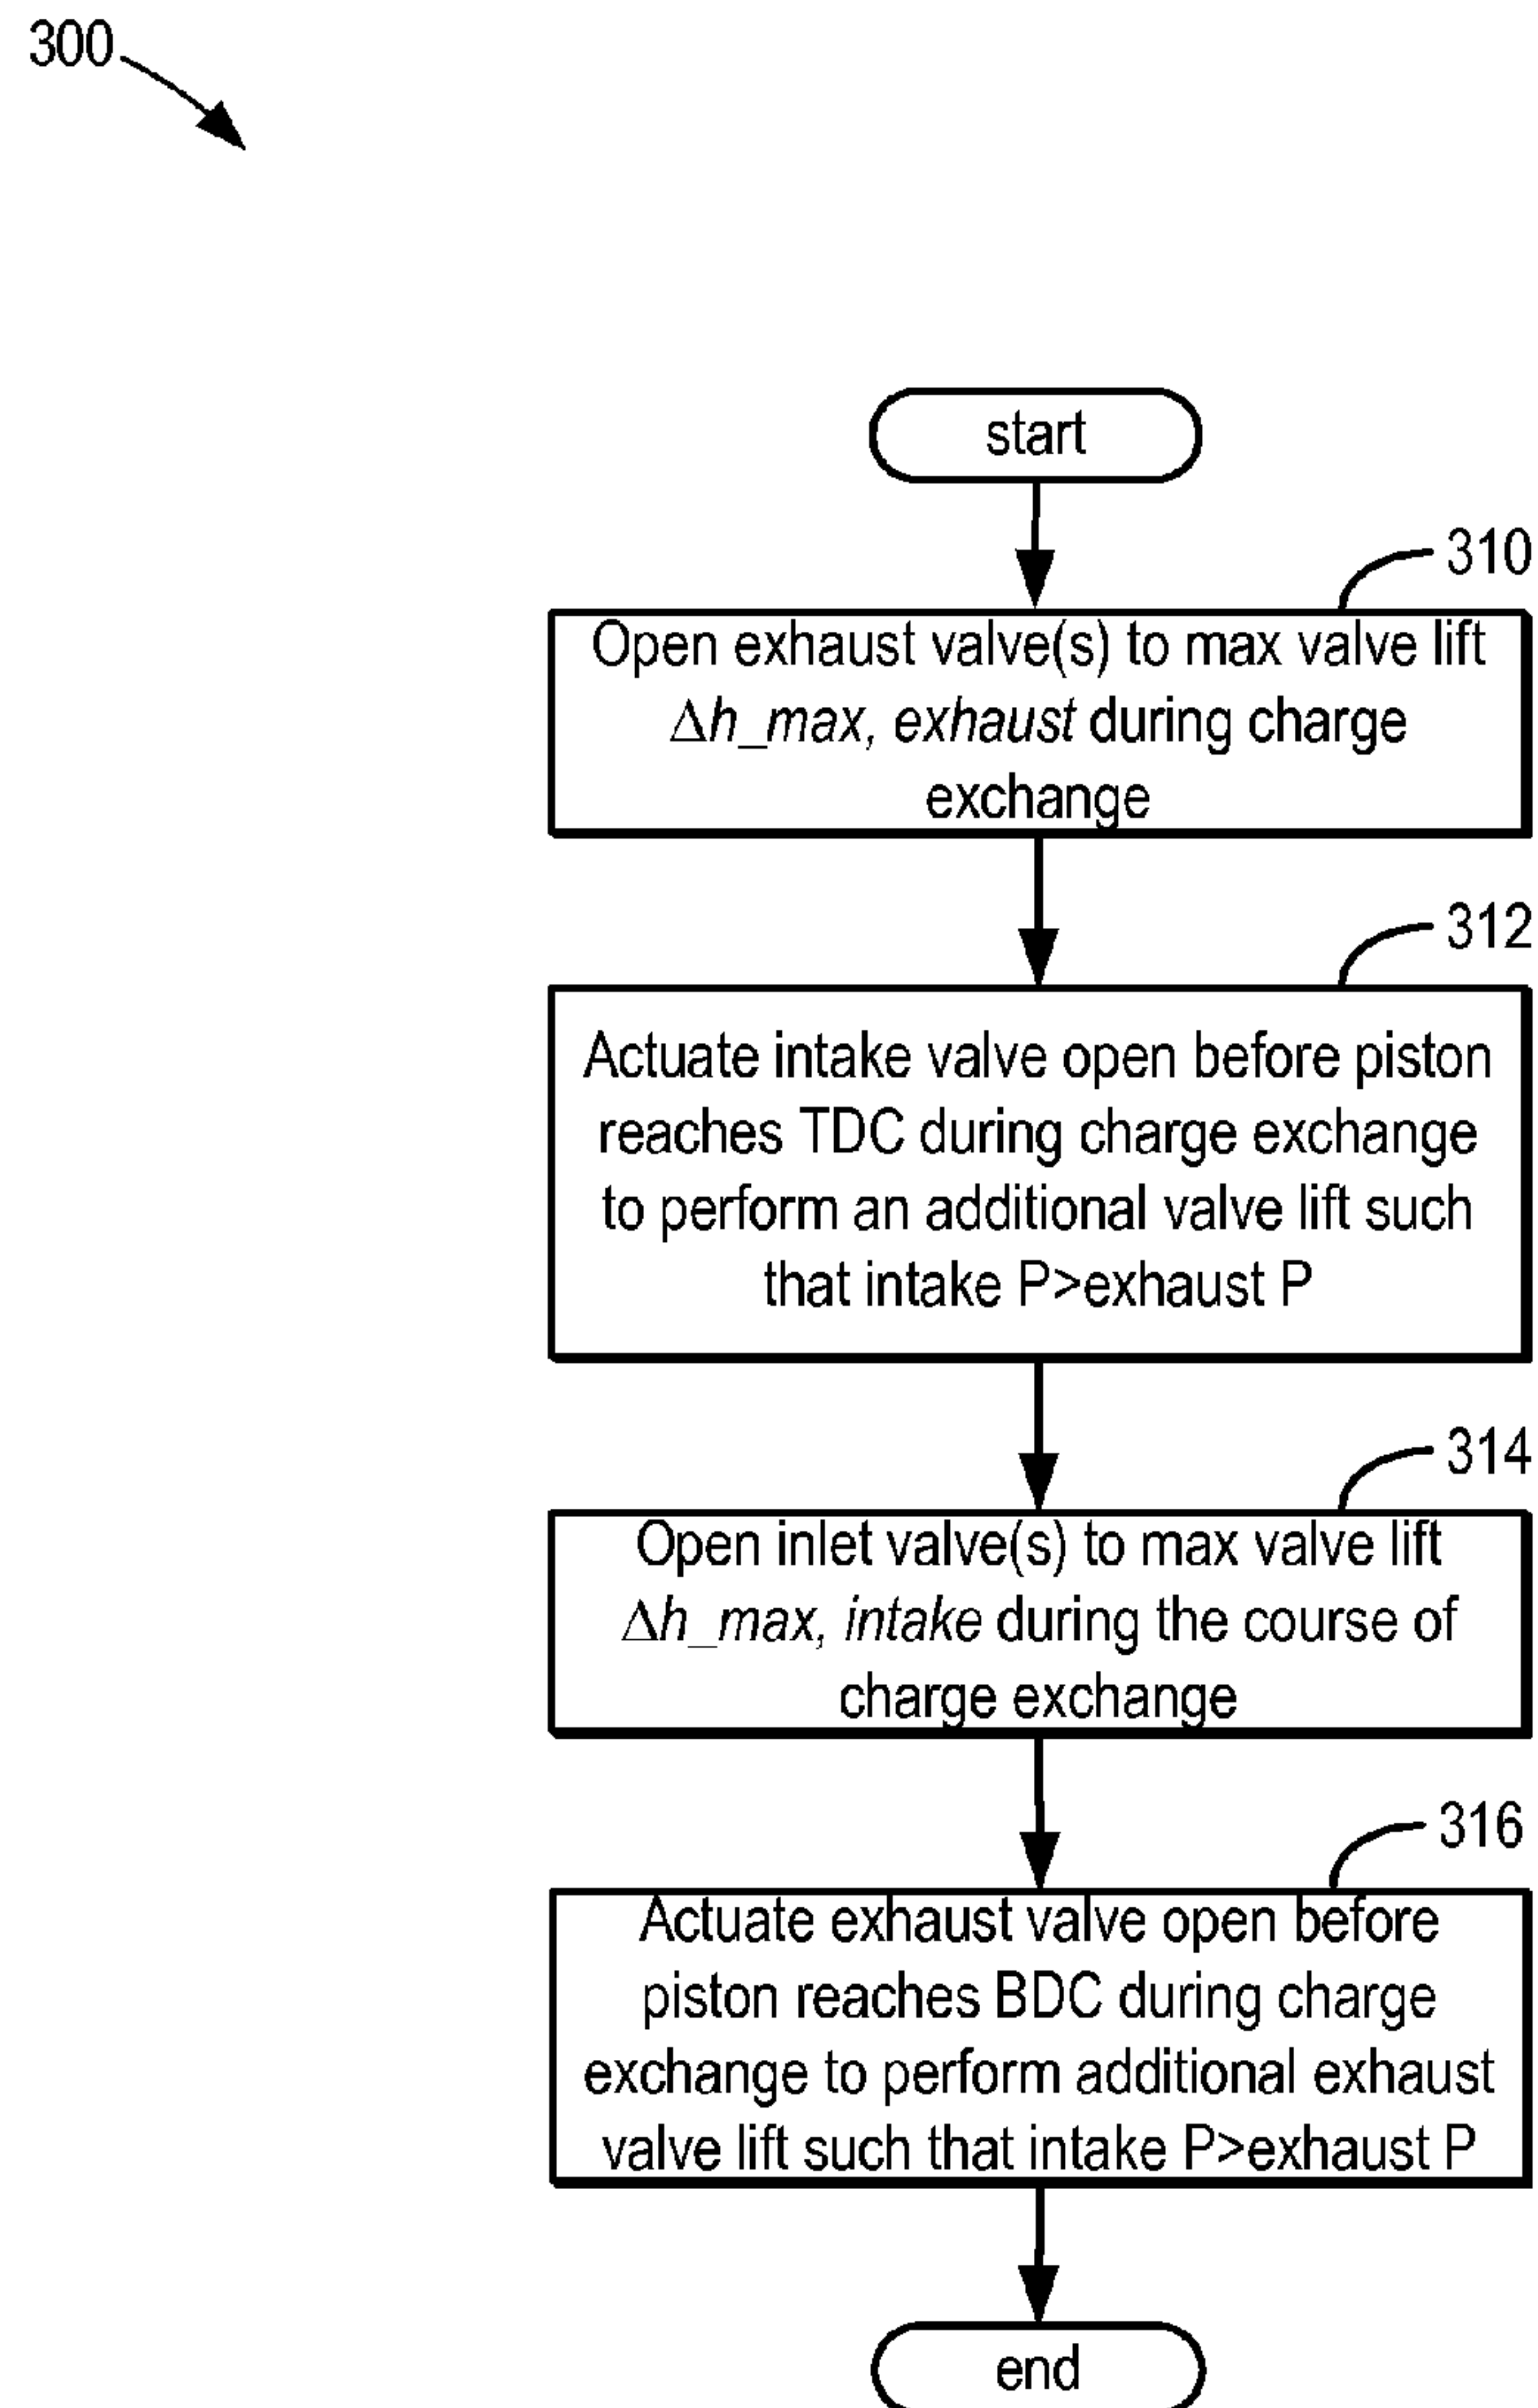 300
start
310
Open exhaust valve(s) to max valve lift
Δh_max, exhaust during charge
exchange
312
Actuate intake valve open before piston
reaches TDC during charge exchange
to perform an additional valve lift such
that intake P>exhaust P
314
Open inlet valve(s) to max valve lift
Δh_max, intake during the course of
charge exchange
316
Actuate exhaust valve open before
piston reaches BDC during charge
exchange to perform additional exhaust
valve lift such that intake P>exhaust P
end